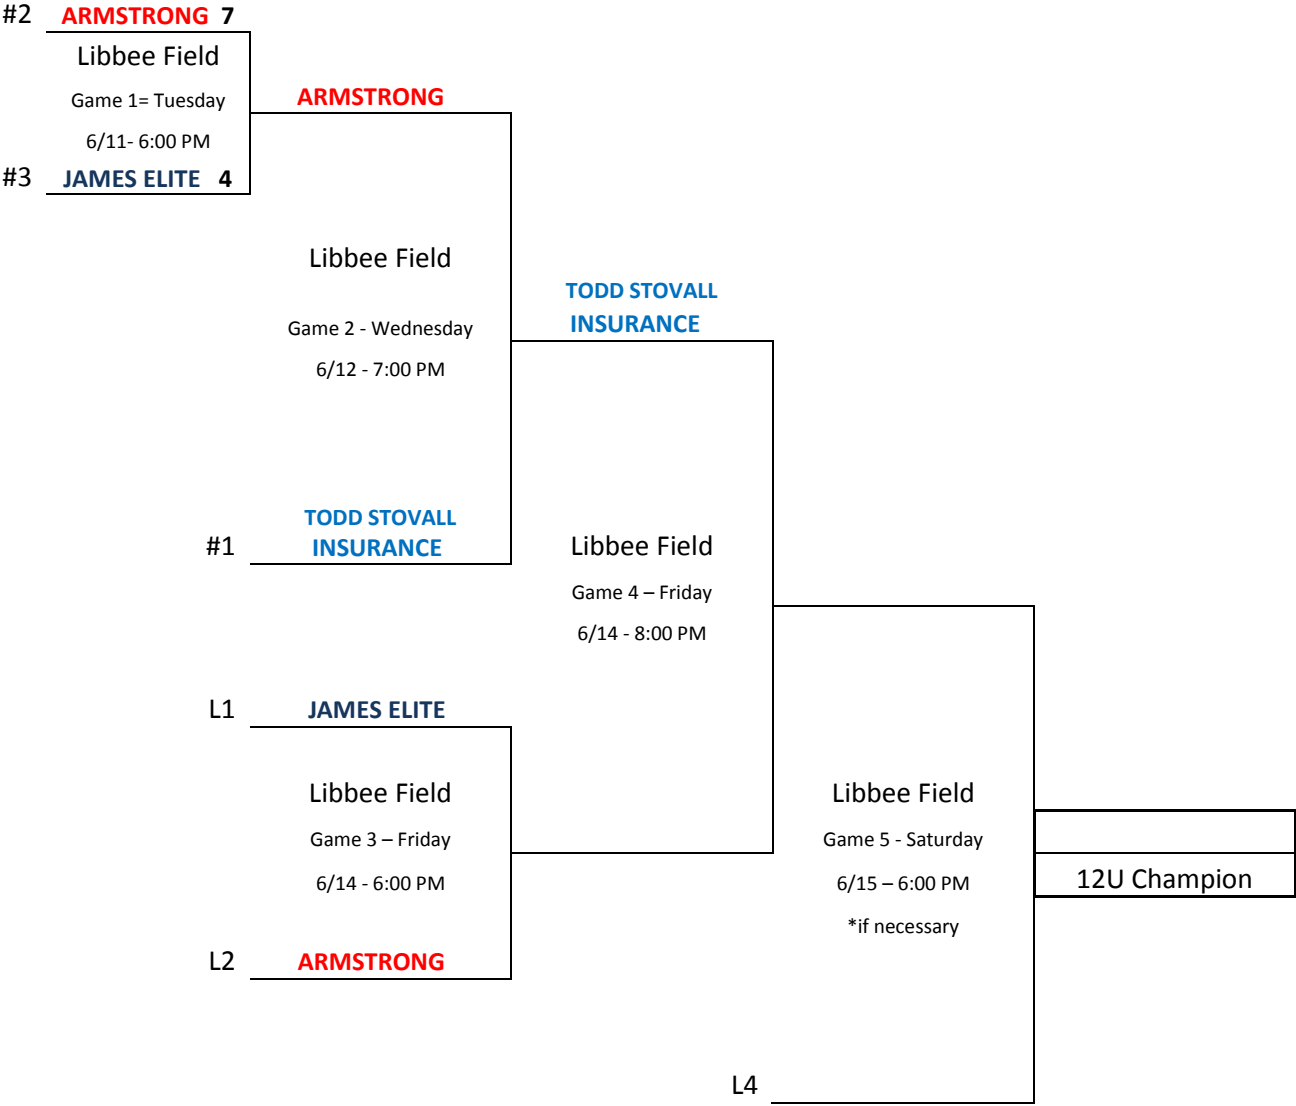 #2 ARMSTRONG 7
Libbee Field
Game 1= Tuesday
6/11- 6:00 PM
#3 JAMES ELITE 4
ARMSTRONG
Libbee Field
Game 2 - Wednesday
6/12 - 7:00 PM
#1 TODD STOVALL
INSURANCE
TODD STOVALL
INSURANCE
Libbee Field
Game 4 – Friday
6/14 - 8:00 PM
L1 JAMES ELITE
Libbee Field
Game 3 – Friday
6/14 - 6:00 PM
L2 ARMSTRONG
Libbee Field
Game 5 - Saturday
6/15 – 6:00 PM
*if necessary
L4
12U Champion